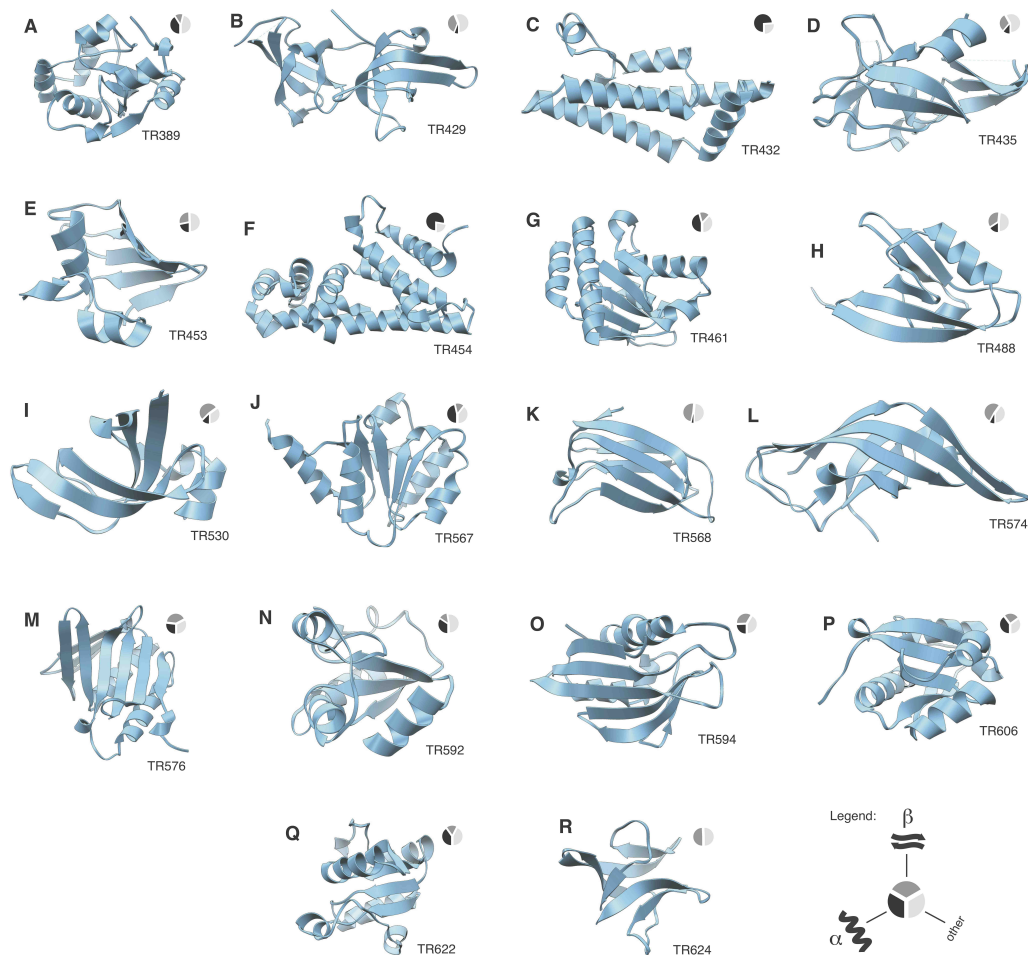 A
TR389
B
TR429
C
TR432
D
TR435
E
TR453
F
TR454
G
TR461
H
TR488
I
TR530
J
TR567
K
TR568
L
TR574
M
TR576
N
TR592
O
TR594
P
TR606
Q
TR622
R
TR624
Legend:
β
α
other